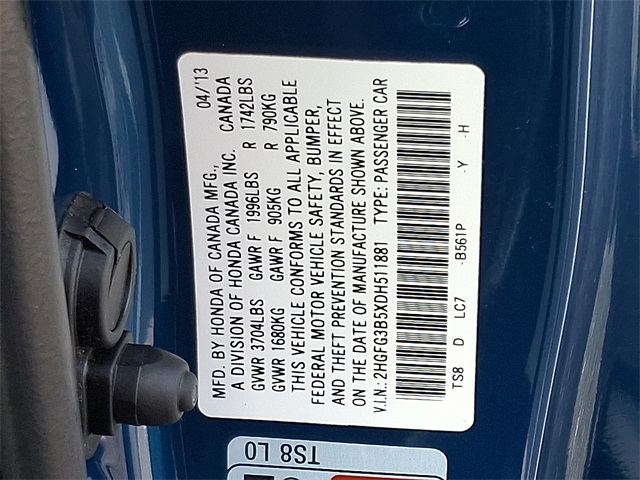 MFD. BY HONDA OF CANADA MFG., 04/13
A DIVISION OF HONDA CANADA INC. CANADA
GVWR 3704LBS GAWR F 1996LBS R 1742LBS
GVWR 1680KG GAWR F 905KG R 790KG
THIS VEHICLE CONFORMS TO ALL APPLICABLE
FEDERAL MOTOR VEHICLE SAFETY, BUMPER,
AND THEFT PREVENTION STANDARDS IN EFFECT
ON THE DATE OF MANUFACTURE SHOWN ABOVE.
V.I.N.: 2HGFG3B5XDH511881 TYPE: PASSENGER CAR
TS8 D LC7 -B561P -Y -H
TS8 L0